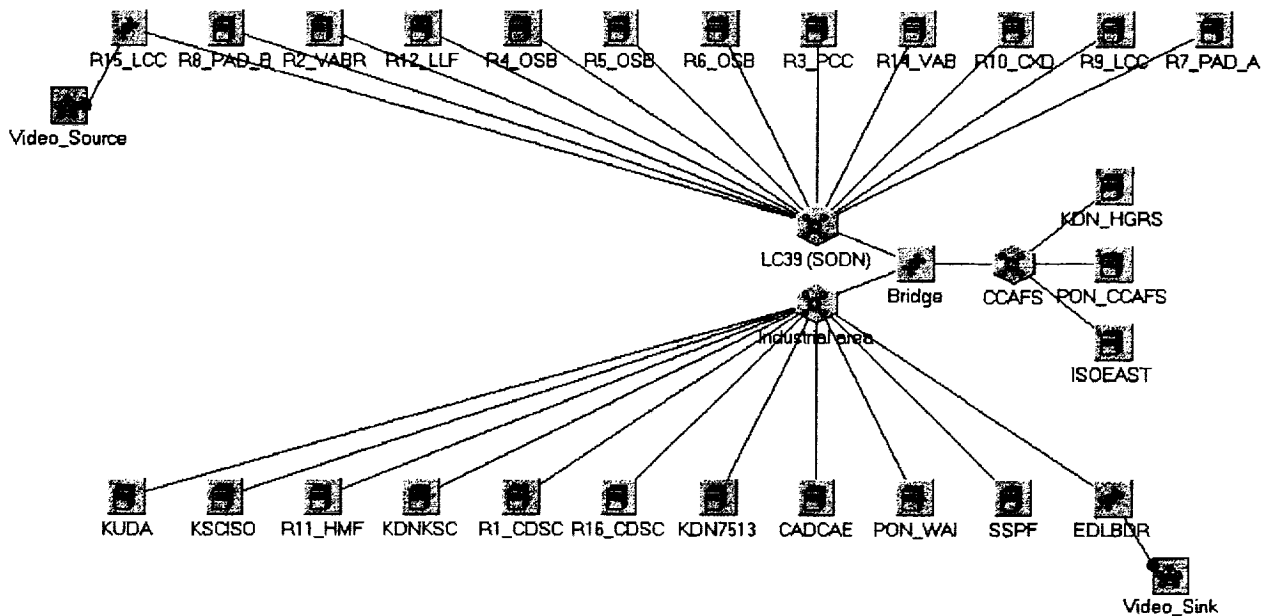 R15_LCC R8_PAD_B R2_VABR R12_LLF R4_OSB R5_OSB R6_OSB R3_PCC R14_VAB R10_CXD R9_LCC R7_PAD_A
Video_Source
KDN_HGRS
LC39 (SODN)
Bridge CCAFS PON_CCAFS
Industrial area
ISOEAST
KUDA KSCISO R11_HMF KDNKSC R1_CDSC R16_CDSC KDN7513 CADCAE PON_WAI SSPF EDLBDR
Video_Sink